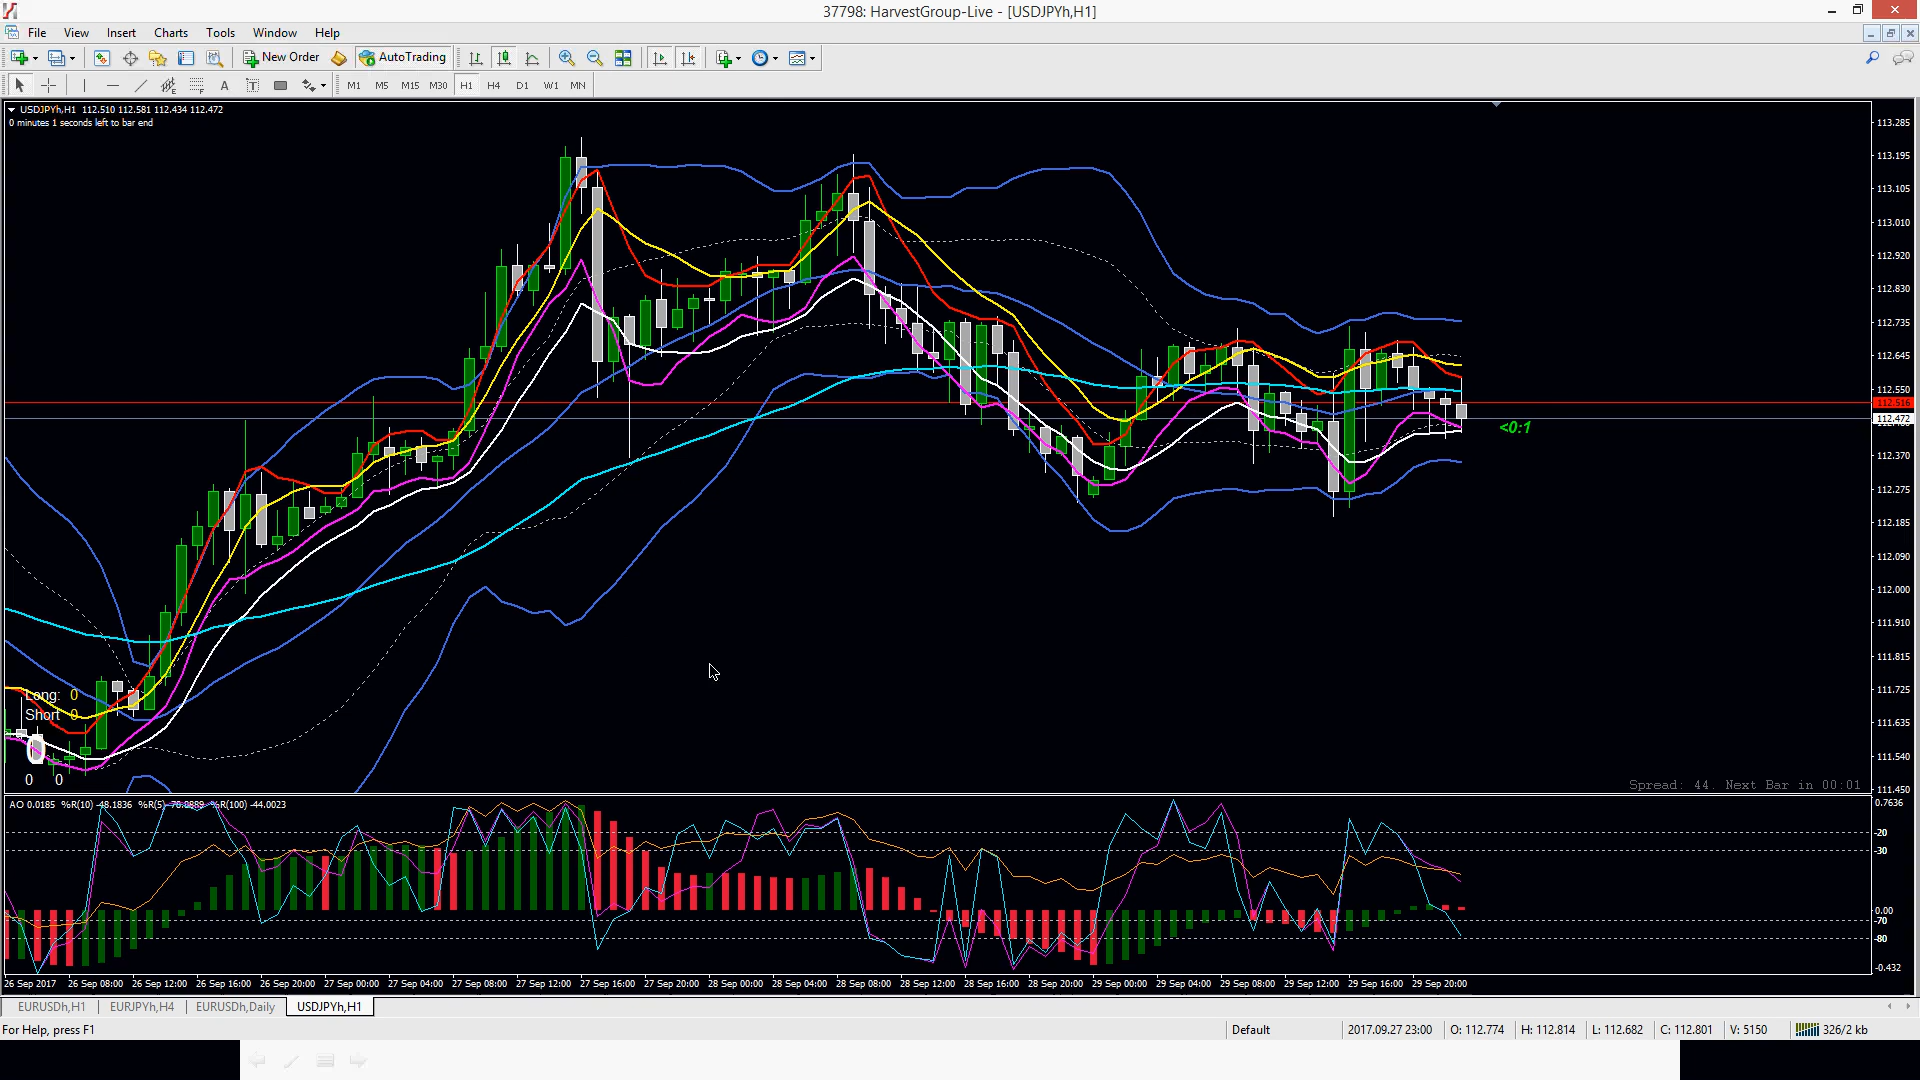 37798: HarvestGroup-Live - [USDJPYh,H1]
File View Insert Charts Tools Window Help
New Order AutoTrading
A T M1 M5 M15 M30 H1 H4 D1 W1 MN
USDJPYh,H1 112.510 112.581 112.434 112.472
0 minutes 1 seconds left to bar end
113.285
113.195
113.105
113.010
112.920
112.830
112.735
112.645
112.550
112.516
112.472
<0:1
112.370
112.275
112.185
112.090
112.000
111.910
111.815
111.725
111.635
111.540
111.450
Long: 0
Short 0
0
0 0
Spread: 44. Next Bar in 00:01
AO 0.0185 %R(10) -48.1836 %R(5) %R(100) -44.0023
0.7636
-20
-30
0.00
-70
-80
-0.432
26 Sep 2017 26 Sep 08:00 26 Sep 12:00 26 Sep 16:00 26 Sep 20:00 27 Sep 00:00 27 Sep 04:00 27 Sep 08:00 27 Sep 12:00 27 Sep 16:00 27 Sep 20:00 28 Sep 00:00 28 Sep 04:00 28 Sep 08:00 28 Sep 12:00 28 Sep 16:00 28 Sep 20:00 29 Sep 00:00 29 Sep 04:00 29 Sep 08:00 29 Sep 12:00 29 Sep 16:00 29 Sep 20:00
EURUSDh,H1 EURJPYh,H4 EURUSDh,Daily USDJPYh,H1
For Help, press F1 Default 2017.09.27 23:00 O: 112.774 H: 112.814 L: 112.682 C: 112.801 V: 5150 326/2 kb